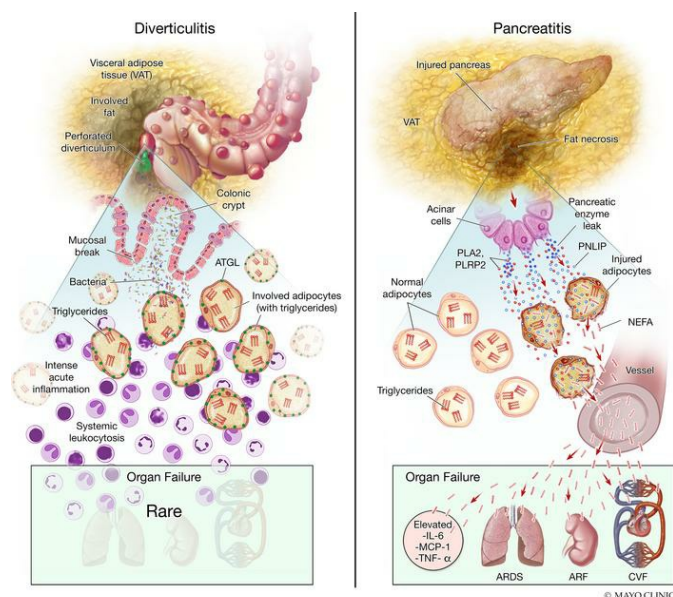 Diverticulitis
Visceral adipose
tissue (VAT)
Involved
fat
Perforated
diverticulum
Colonic
crypt
Mucosal
break
Bacteria
ATGL
Triglycerides
Involved adipocytes
(with triglycerides)
Intense
acute
inflammation
Systemic
leukocytosis
Organ Failure
Rare
Pancreatitis
Injured pancreas
VAT
Fat necrosis
Acinar
cells
Pancreatic
enzyme
leak
PLA2,
PLRP2
PNLIP
Injured
adipocytes
Normal
adipocytes
NEFA
Triglycerides
Vessel
Organ Failure
Elevated
-IL-6
-MCP-1
-TNF- α
ARDS
ARF
CVF
© MAYO CLINIC